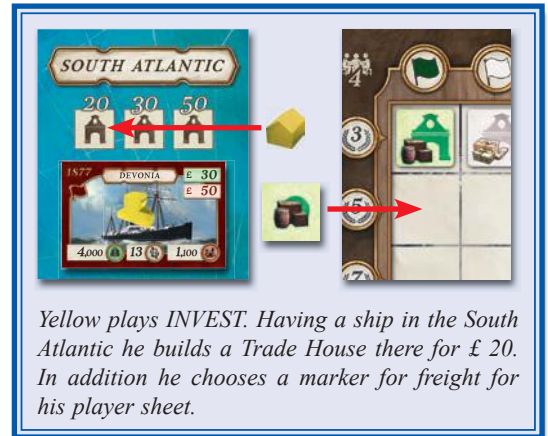 SOUTH ATLANTIC
20 30 50
1877
DEVONIA
£ 30
£ 50
4,000 13 1,100
4
3
5
7
Yellow plays INVEST. Having a ship in the South
Atlantic he builds a Trade House there for £ 20.
In addition he chooses a marker for freight for
his player sheet.